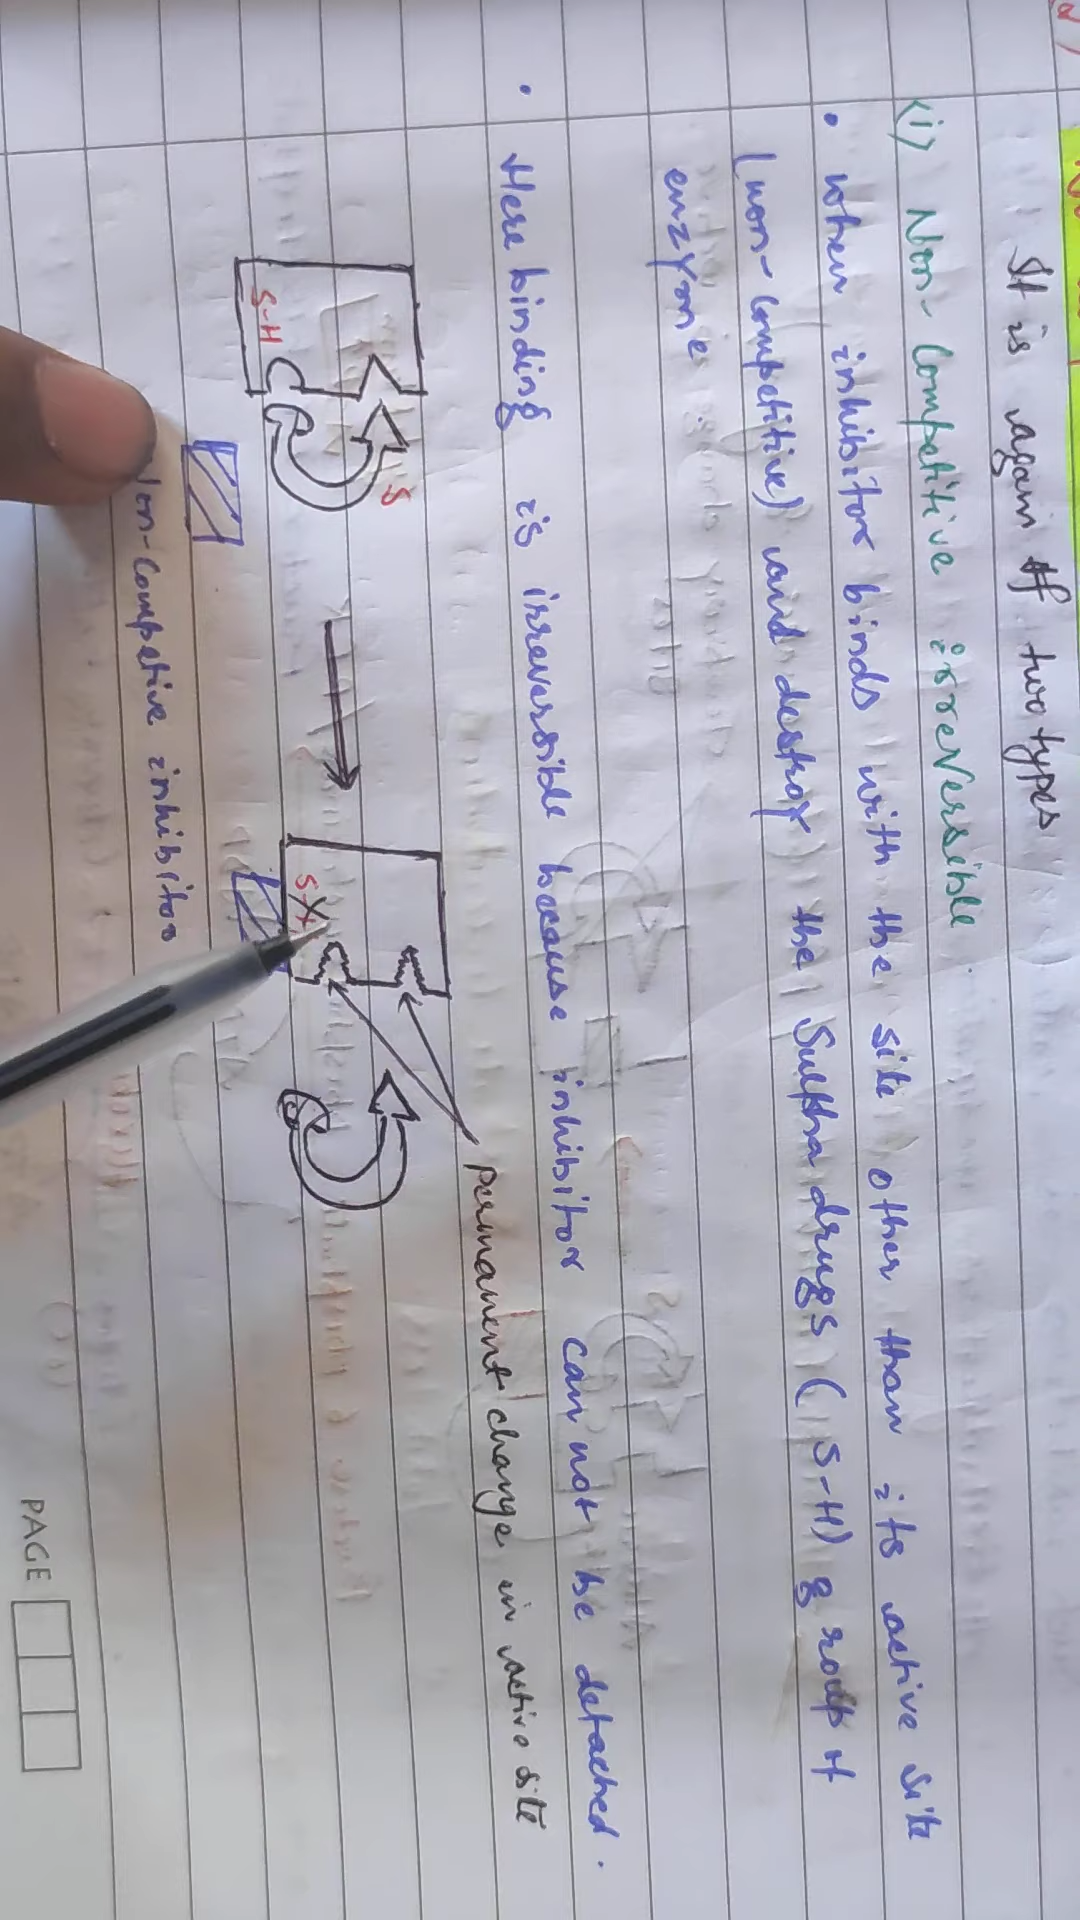 It is again of two types
(i) Non-Competitive irreversible
• when inhibitor binds with the site other than its active site
(non-Competitive) and destroy the Sulpha drugs (S-H) group of
enzyme
• Here binding is irreversible because inhibitor can not be detached.
Permanent change in active site
S
S-H
S-H
Non-Competive inhibitor
PAGE